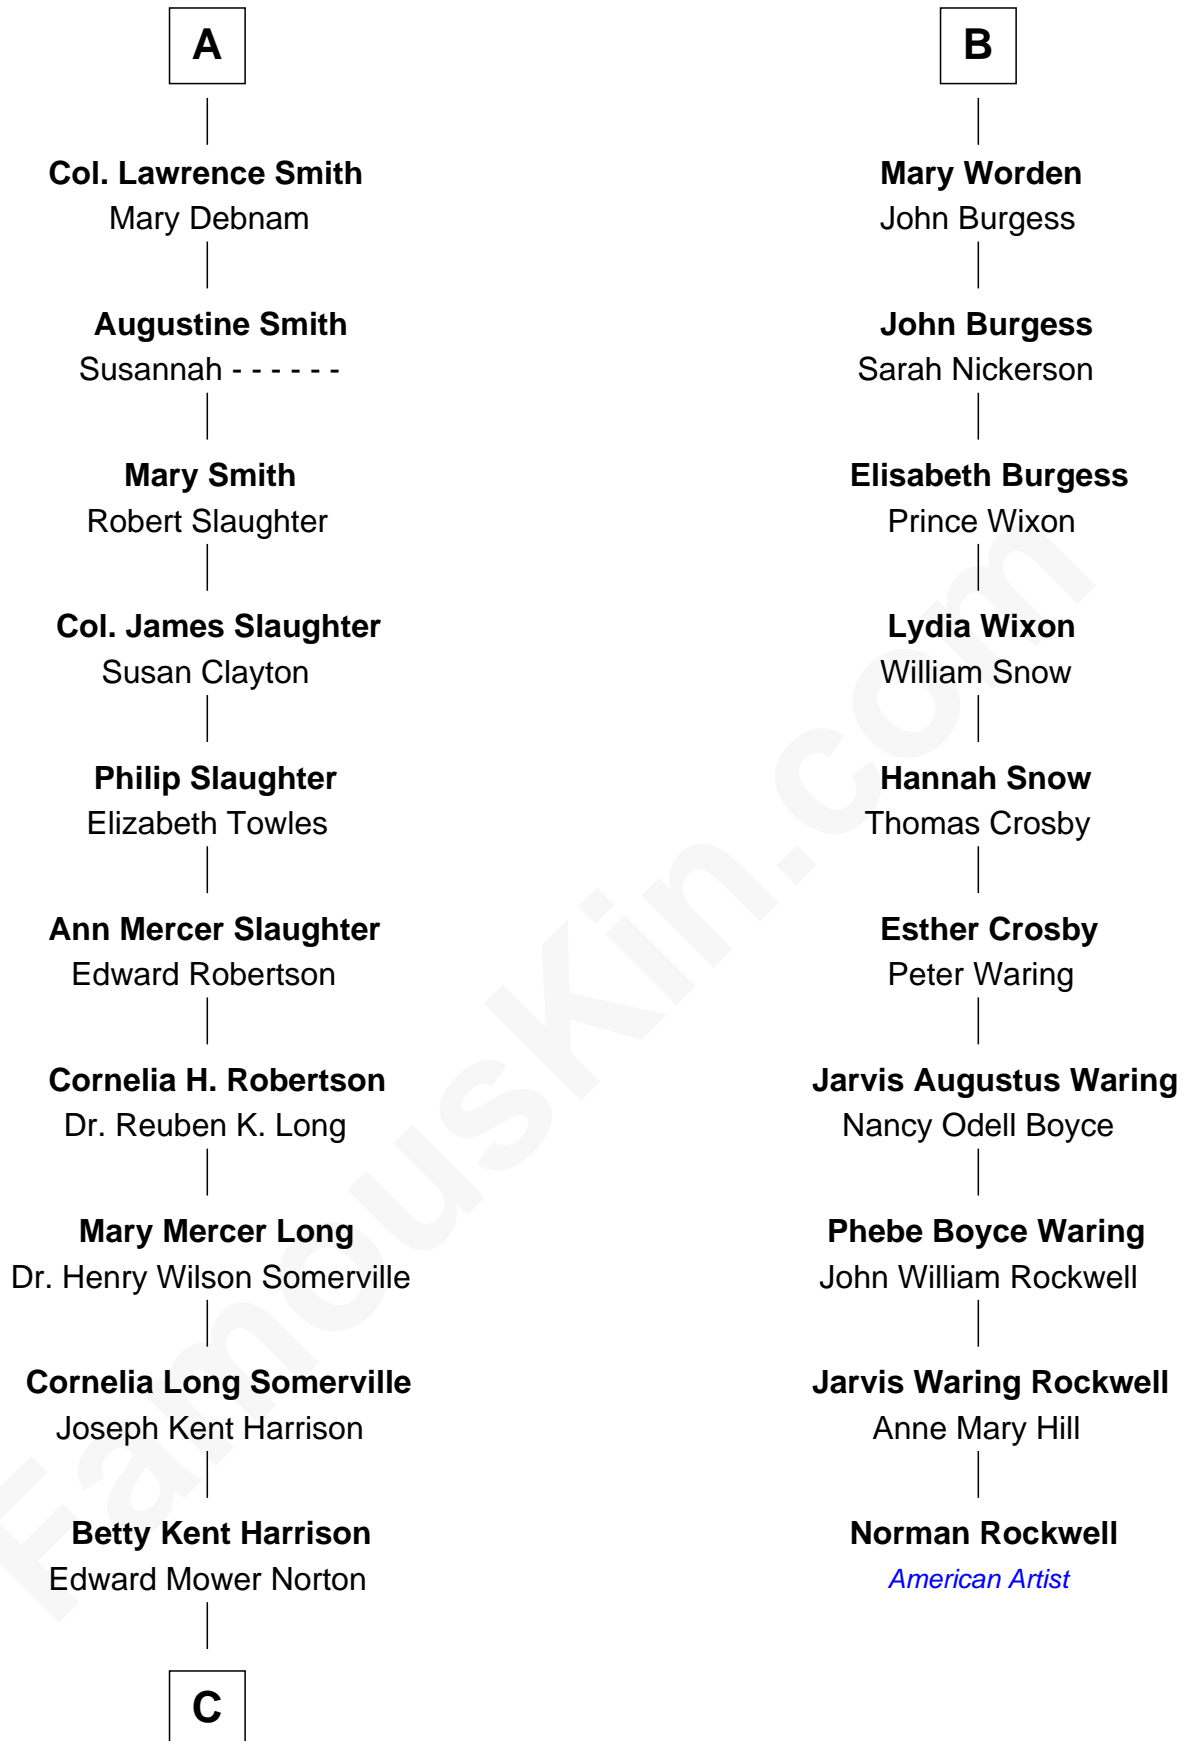 A
Col. Lawrence Smith
Mary Debnam
Augustine Smith
Susannah - - - - - -
Mary Smith
Robert Slaughter
Col. James Slaughter
Susan Clayton
Philip Slaughter
Elizabeth Towles
Ann Mercer Slaughter
Edward Robertson
Cornelia H. Robertson
Dr. Reuben K. Long
Mary Mercer Long
Dr. Henry Wilson Somerville
Cornelia Long Somerville
Joseph Kent Harrison
Betty Kent Harrison
Edward Mower Norton
C
B
Mary Worden
John Burgess
John Burgess
Sarah Nickerson
Elisabeth Burgess
Prince Wixon
Lydia Wixon
William Snow
Hannah Snow
Thomas Crosby
Esther Crosby
Peter Waring
Jarvis Augustus Waring
Nancy Odell Boyce
Phebe Boyce Waring
John William Rockwell
Jarvis Waring Rockwell
Anne Mary Hill
Norman Rockwell
American Artist
FamousKin.com